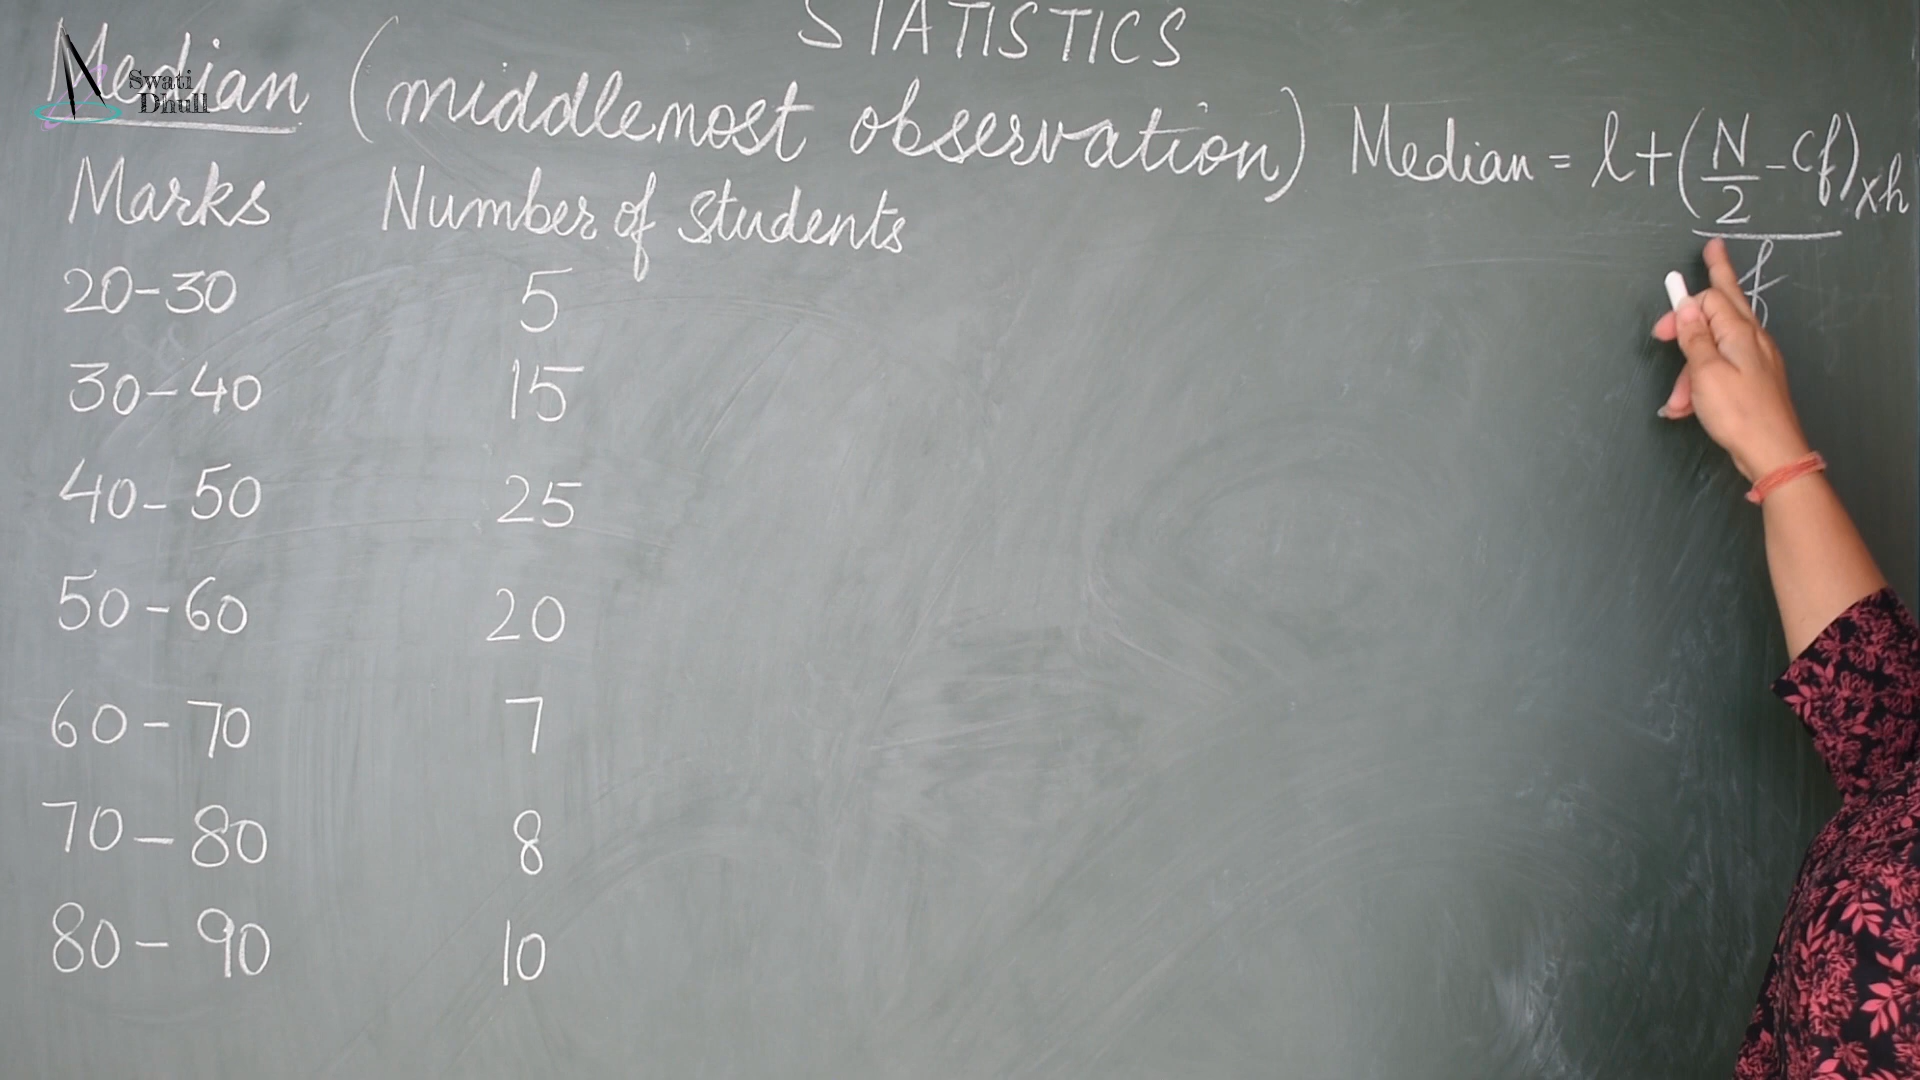 STATISTICS
Swati
Dhull
Median (middlemost observation) Median = l + (N/2 - cf)/f × h
Marks Number of students
20-30 5
30-40 15
40-50 25
50-60 20
60-70 7
70-80 8
80-90 10